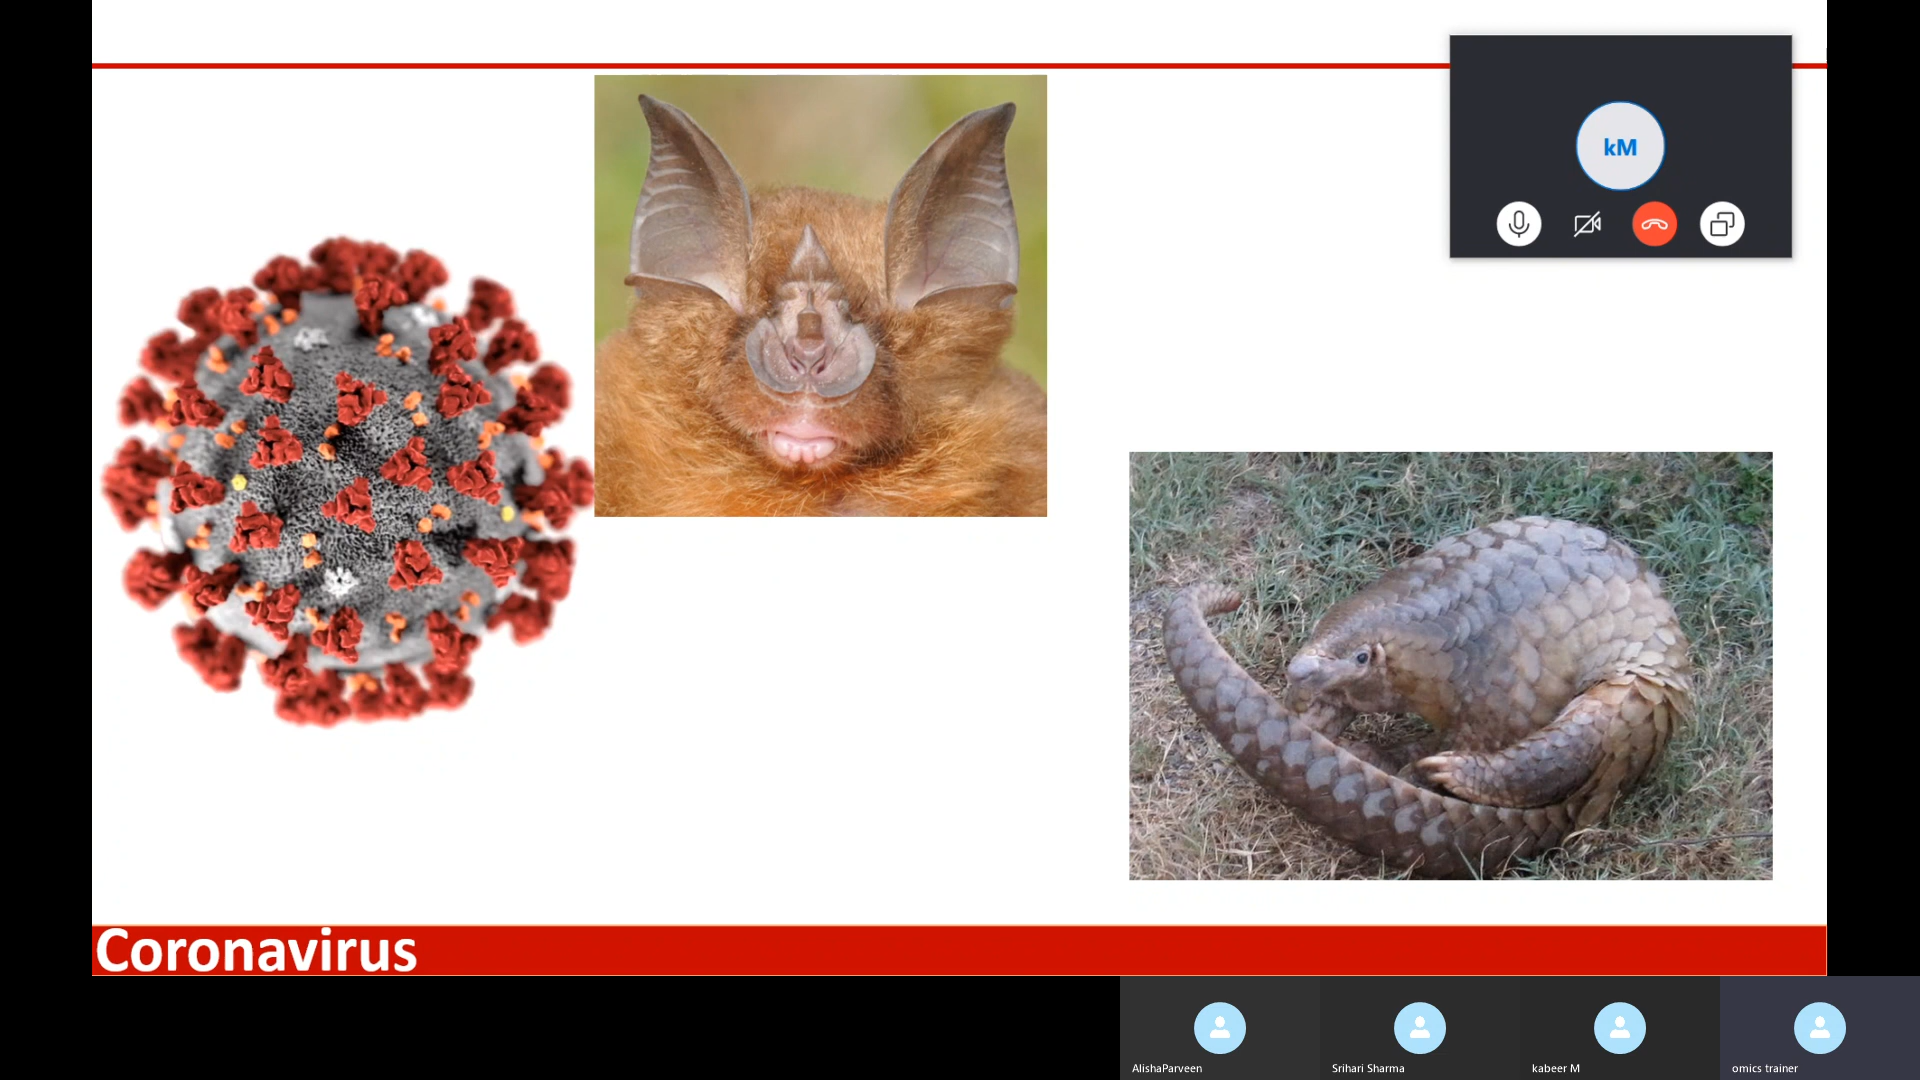 kM
Coronavirus
AlishaParveen
Srihari Sharma
kabeer M
omics trainer